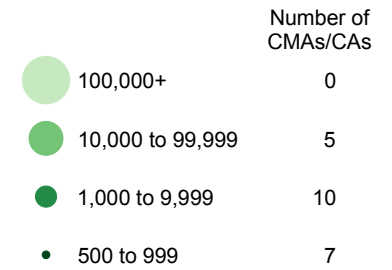 Number of
CMAs/CAs
100,000+ 0
10,000 to 99,999 5
1,000 to 9,999 10
500 to 999 7